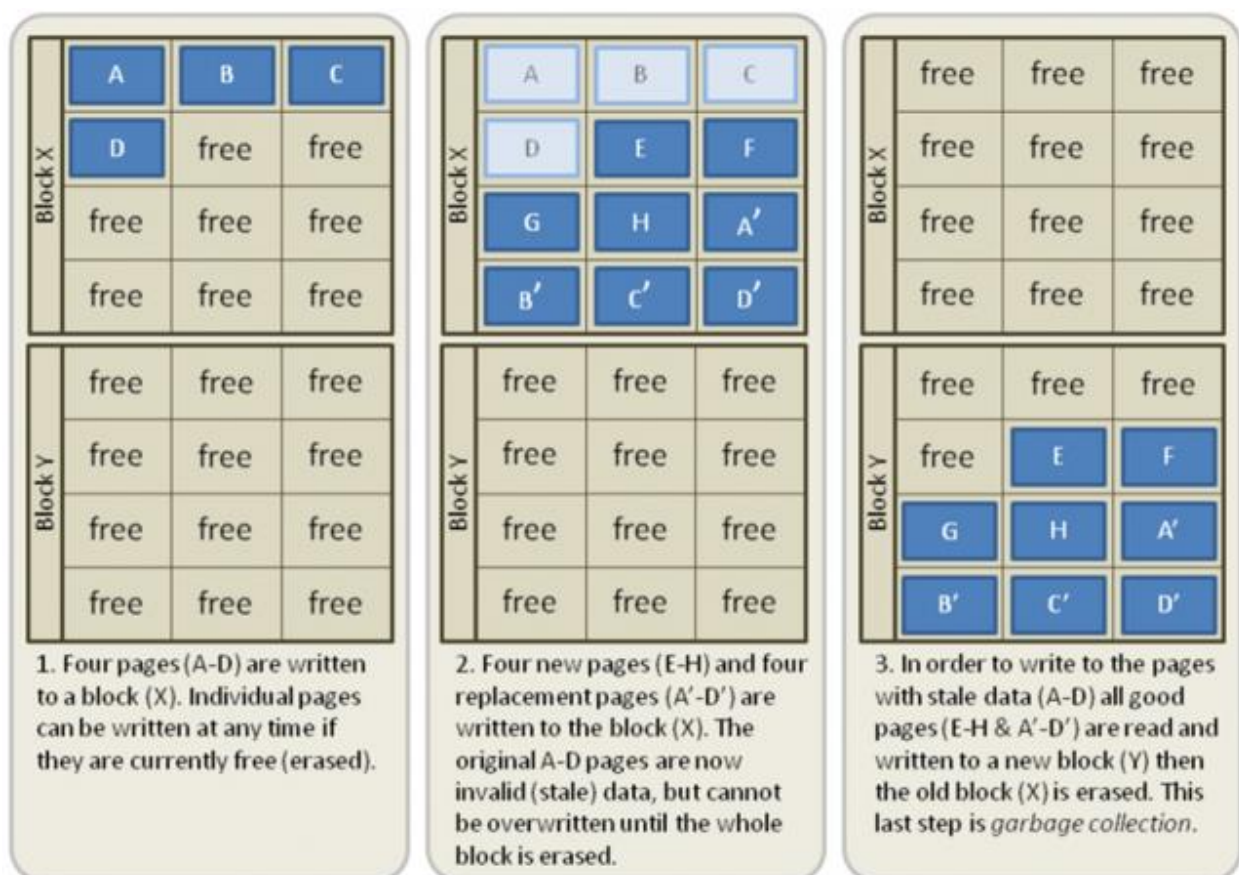 Block X
A B C
D free free
free free free
free free free
Block Y
free free free
free free free
free free free
free free free
1. Four pages (A-D) are written
to a block (X). Individual pages
can be written at any time if
they are currently free (erased).
Block X
A B C
D E F
G H A′
B′ C′ D′
Block Y
free free free
free free free
free free free
free free free
2. Four new pages (E-H) and four
replacement pages (A′-D′) are
written to the block (X). The
original A-D pages are now
invalid (stale) data, but cannot
be overwritten until the whole
block is erased.
Block X
free free free
free free free
free free free
free free free
Block Y
free free free
free E F
G H A′
B′ C′ D′
3. In order to write to the pages
with stale data (A-D) all good
pages (E-H & A′-D′) are read and
written to a new block (Y) then
the old block (X) is erased. This
last step is garbage collection.